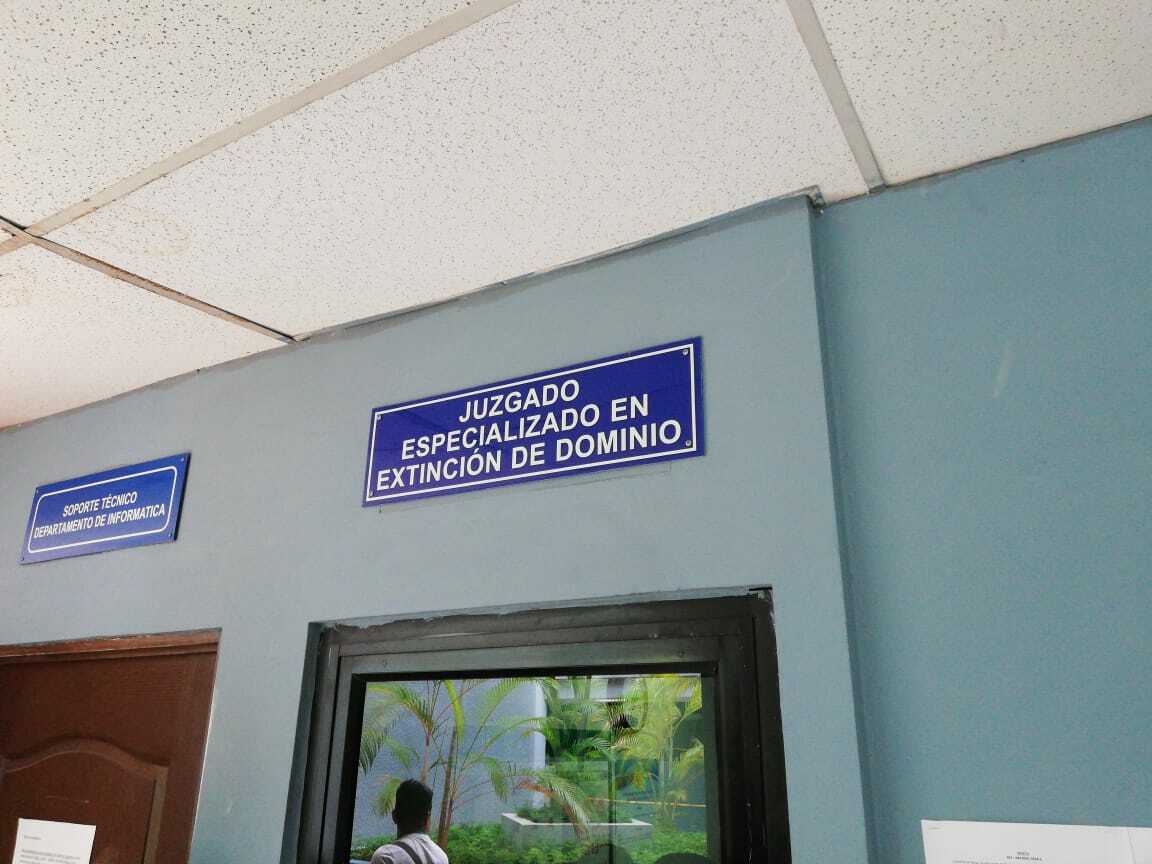 JUZGADO
ESPECIALIZADO EN
EXTINCIÓN DE DOMINIO
SOPORTE TÉCNICO
DEPARTAMENTO DE INFORMATICA